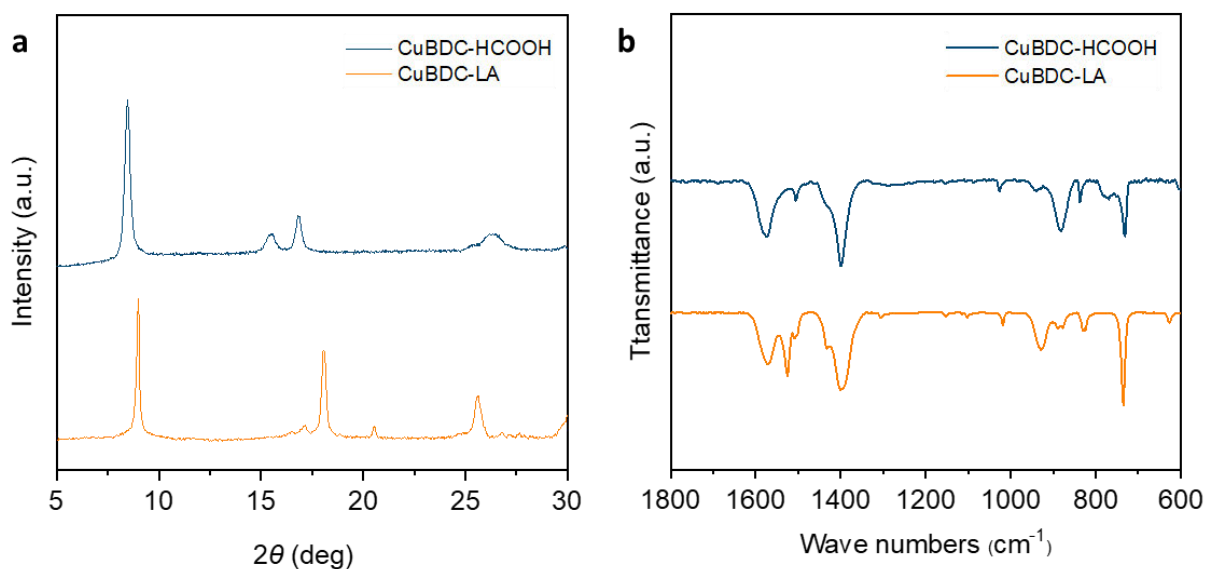 a
CuBDC-HCOOH
CuBDC-LA
Intensity (a.u.)
5 10 15 20 25 30
2θ (deg)
b
CuBDC-HCOOH
CuBDC-LA
Ttansmittance (a.u.)
1800 1600 1400 1200 1000 800 600
Wave numbers (cm⁻¹)